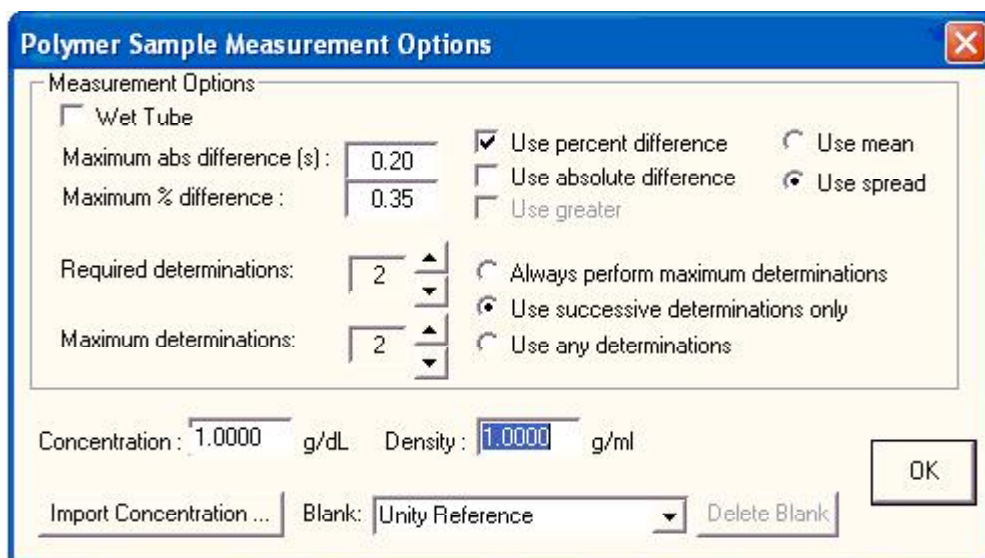 Polymer Sample Measurement Options
Measurement Options
Wet Tube
Maximum abs difference (s) : 0.20
Maximum % difference : 0.35
Use percent difference
Use absolute difference
Use greater
Use mean
Use spread
Required determinations: 2
Maximum determinations: 2
Always perform maximum determinations
Use successive determinations only
Use any determinations
Concentration : 1.0000 g/dL Density : 1.0000 g/ml
OK
Import Concentration ... Blank: Unity Reference Delete Blank